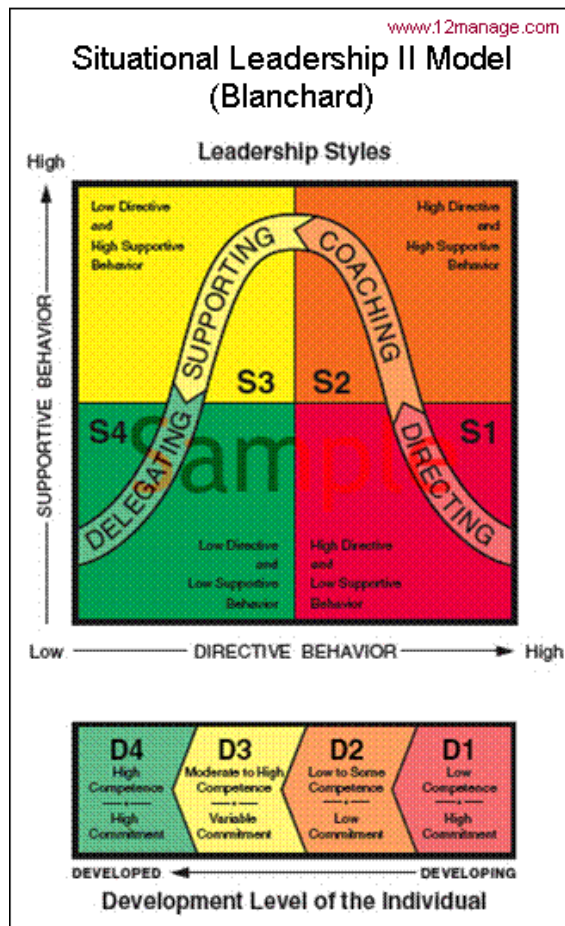 www.12manage.com
Situational Leadership II Model
(Blanchard)
Leadership Styles
High
SUPPORTIVE BEHAVIOR
Low Directive
and
High Supportive
Behavior
High Directive
and
High Supportive
Behavior
SUPPORTING
COACHING
S3
S2
S4
S1
Sample
DELEGATING
DIRECTING
Low Directive
and
Low Supportive
Behavior
High Directive
and
Low Supportive
Behavior
Low
DIRECTIVE BEHAVIOR
High
D4
High
Competence
High
Commitment
D3
Moderate to High
Competence
Variable
Commitment
D2
Low to Some
Competence
Low
Commitment
D1
Low
Competence
High
Commitment
DEVELOPED
DEVELOPING
Development Level of the Individual